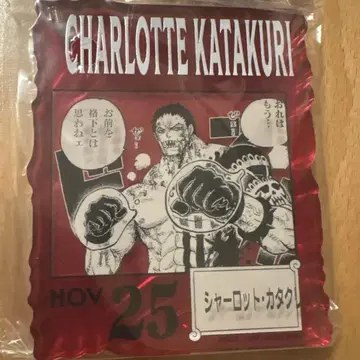 CHARLOTTE KATAKURI
おれは
もう…
お前を
格下とは
思わねェ
NOV 25
シャーロット・カタク